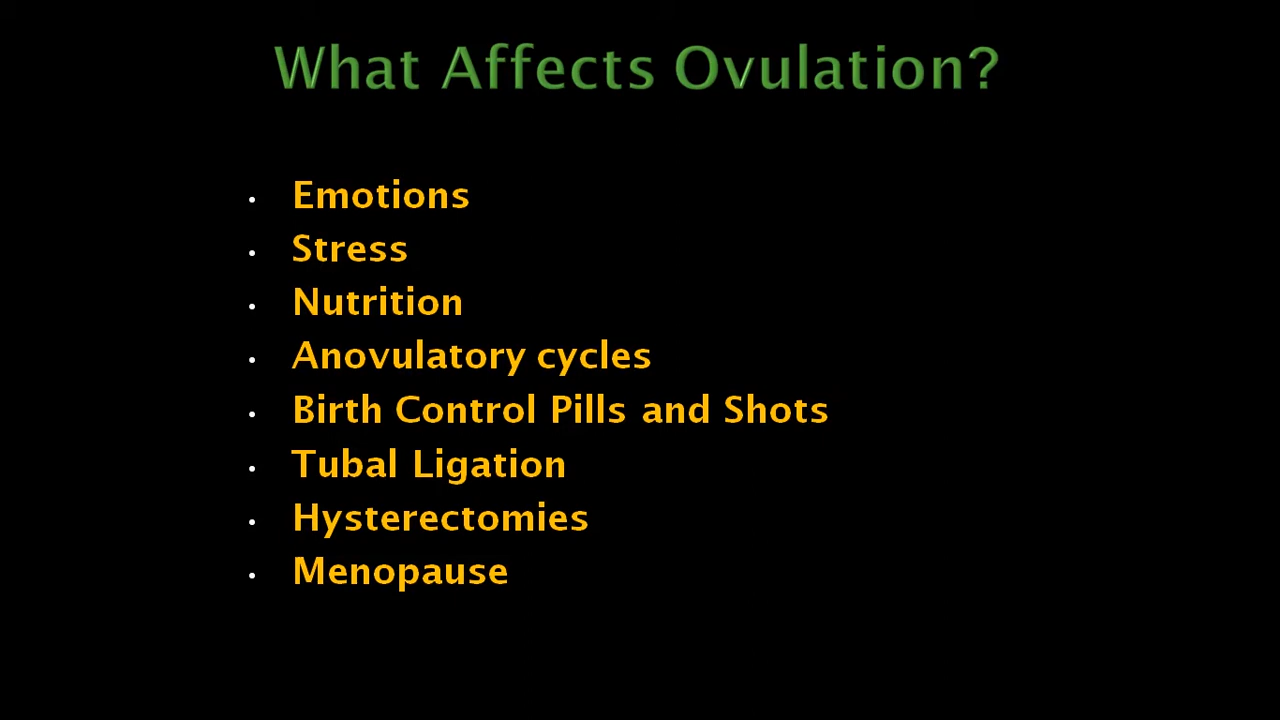 What Affects Ovulation?
• Emotions
• Stress
• Nutrition
• Anovulatory cycles
• Birth Control Pills and Shots
• Tubal Ligation
• Hysterectomies
• Menopause